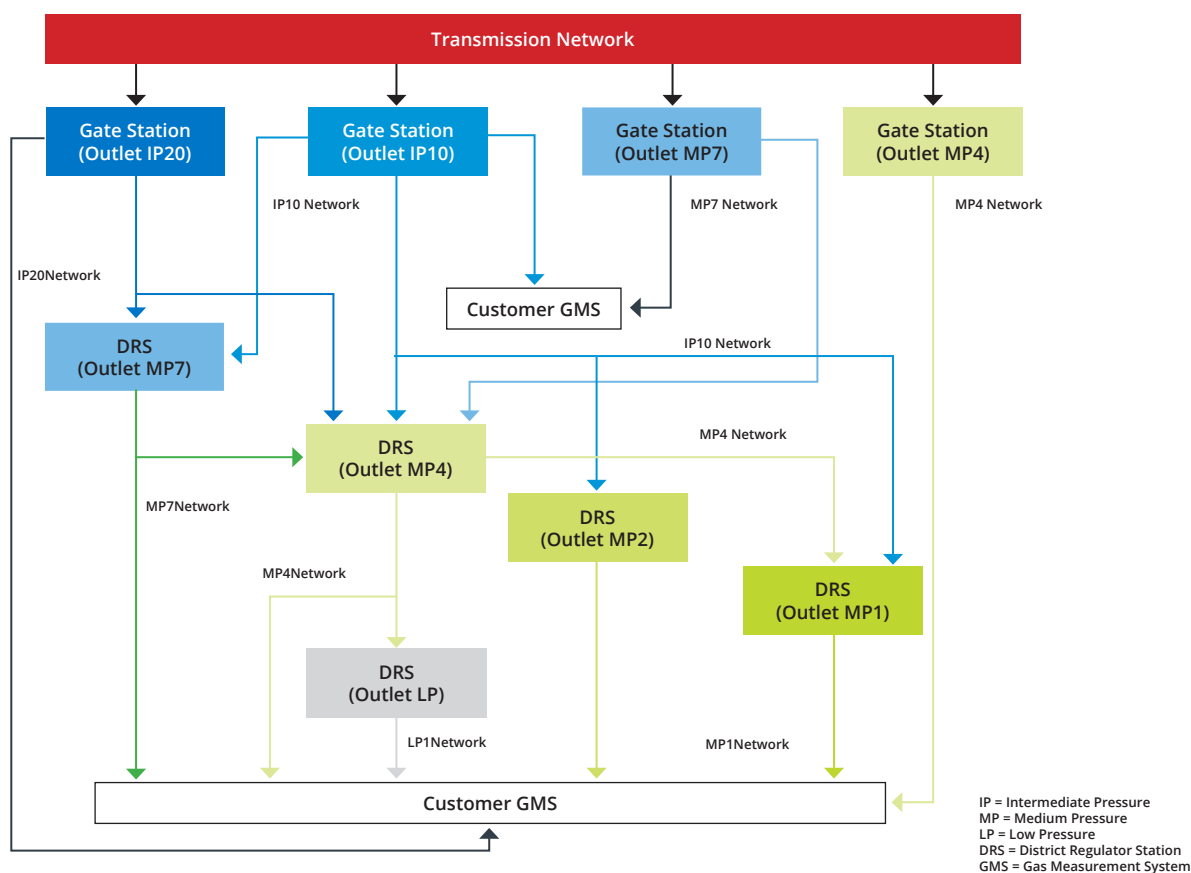 Transmission Network
Gate Station
(Outlet IP20)
Gate Station
(Outlet IP10)
Gate Station
(Outlet MP7)
Gate Station
(Outlet MP4)
IP10 Network
MP7 Network
MP4 Network
IP20Network
Customer GMS
DRS
(Outlet MP7)
IP10 Network
DRS
(Outlet MP4)
MP4 Network
MP7Network
DRS
(Outlet MP2)
MP4Network
DRS
(Outlet MP1)
DRS
(Outlet LP)
LP1Network
MP1Network
Customer GMS
IP = Intermediate Pressure
MP = Medium Pressure
LP = Low Pressure
DRS = District Regulator Station
GMS = Gas Measurement System